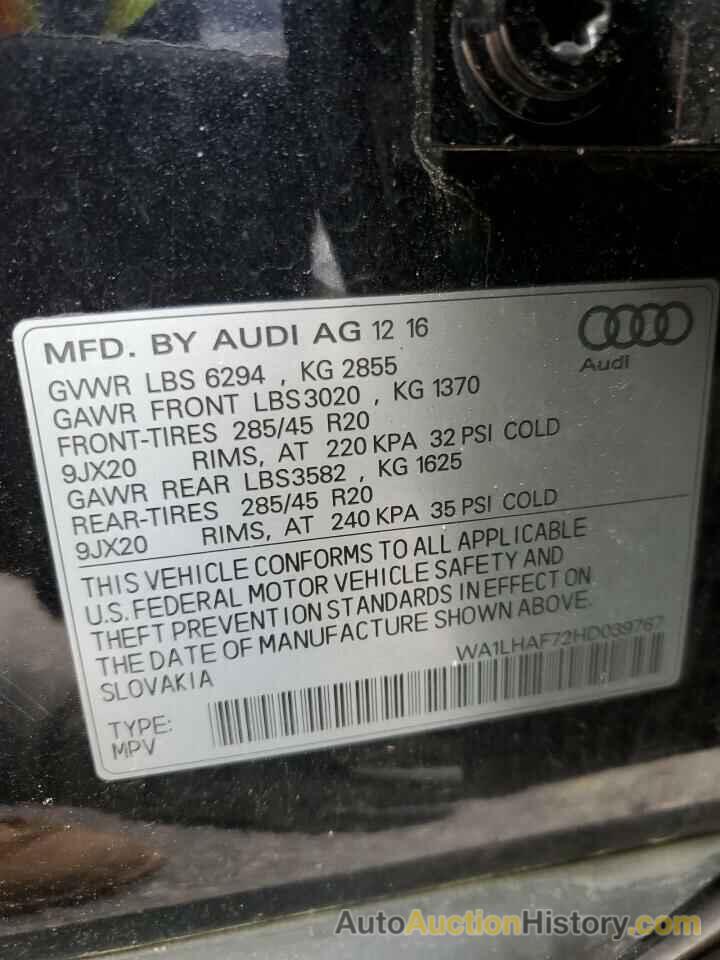 MFD. BY AUDI AG 12 16
Audi
GVWR LBS 6294 , KG 2855
GAWR FRONT LBS3020 , KG 1370
FRONT-TIRES 285/45 R20
9JX20 RIMS, AT 220 KPA 32 PSI COLD
GAWR REAR LBS3582 , KG 1625
REAR-TIRES 285/45 R20
9JX20 RIMS, AT 240 KPA 35 PSI COLD
THIS VEHICLE CONFORMS TO ALL APPLICABLE
U.S. FEDERAL MOTOR VEHICLE SAFETY AND
THEFT PREVENTION STANDARDS IN EFFECT ON
THE DATE OF MANUFACTURE SHOWN ABOVE.
SLOVAKIA
WA1LHAF72HD039767
TYPE:
MPV
AutoAuctionHistory.com